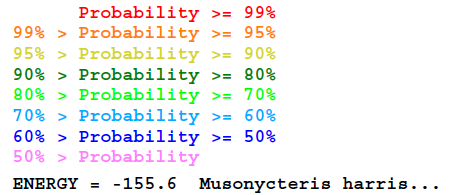 Probability >= 99%
99% > Probability >= 95%
95% > Probability >= 90%
90% > Probability >= 80%
80% > Probability >= 70%
70% > Probability >= 60%
60% > Probability >= 50%
50% > Probability
ENERGY = -155.6  Musonycteris harris...